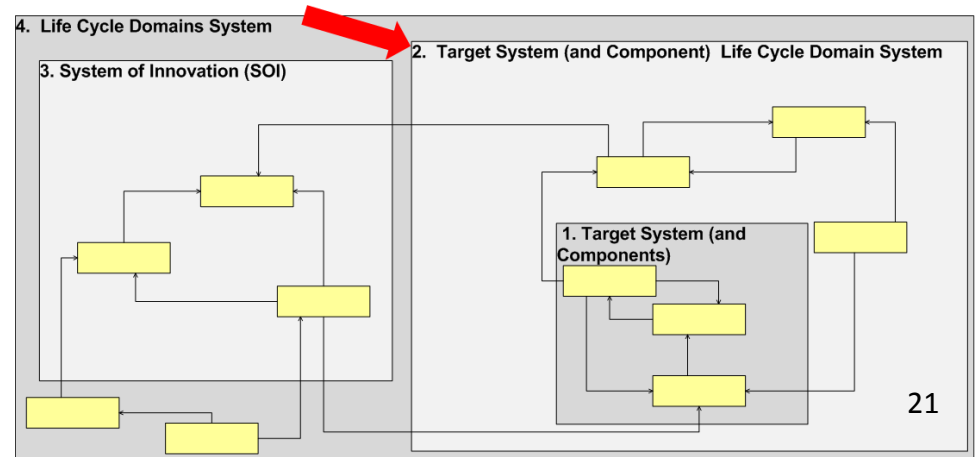 4. Life Cycle Domains System
2. Target System (and Component) Life Cycle Domain System
3. System of Innovation (SOI)
1. Target System (and
Components)
21